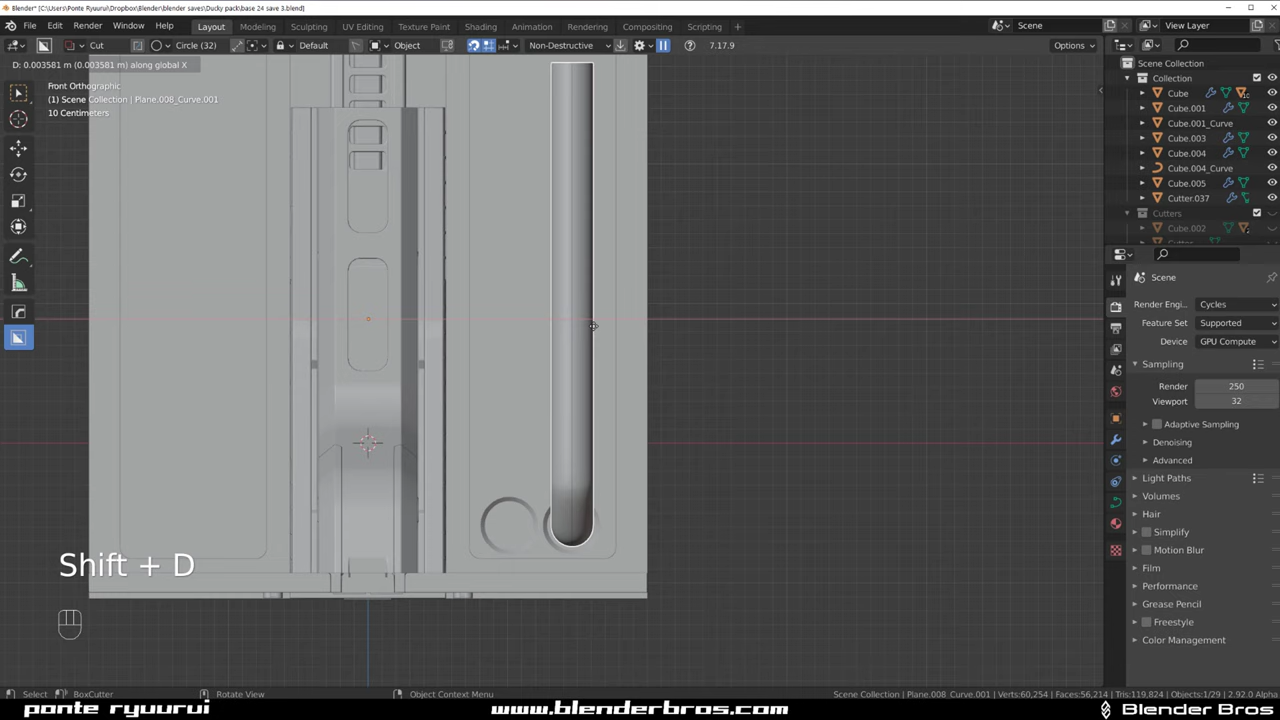 Blender* [C:\Users\Ponte Ryuurui\Dropbox\Blender\blender saves\Ducky pack\base 24 save 3.blend]
File Edit Render Window Help Layout Modeling Sculpting UV Editing Texture Paint Shading Animation Rendering Compositing Scripting Scene View Layer
Cut Circle (32) Default Object Non-Destructive 7.17.9 Options
D: 0.003581 m (0.003581 m) along global X
Front Orthographic
(1) Scene Collection | Plane.008_Curve.001
10 Centimeters
Scene Collection
Collection
Cube
Cube.001
Cube.001_Curve
Cube.003
Cube.004
Cube.004_Curve
Cube.005
Cutter.037
Cutters
Cube.002
Scene
Render Engi... Cycles
Feature Set Supported
Device GPU Compute
Sampling
Render 250
Viewport 32
Adaptive Sampling
Denoising
Advanced
Light Paths
Volumes
Hair
Simplify
Motion Blur
Film
Performance
Grease Pencil
Freestyle
Color Management
Shift + D
Select BoxCutter Rotate View Object Context Menu Scene Collection | Plane.008_Curve.001 | Verts:60,254 | Faces:56,214 | Tris:119,824 | Objects:1/29 | 2.92.0 Alpha
ponte ryuurui www.blenderbros.com Blender Bros